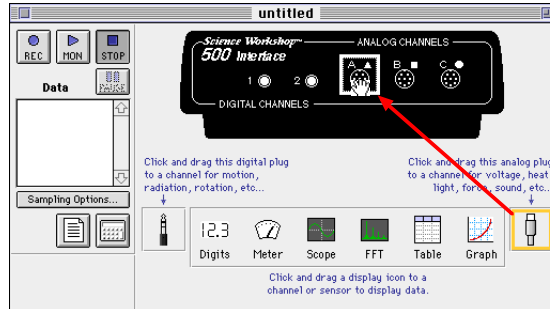 untitled
REC MON STOP
Data PAUSE
Sampling Options...
Science Workshop™
500 Interface
ANALOG CHANNELS
A B C
1 2
DIGITAL CHANNELS
Click and drag this digital plug
to a channel for motion,
radiation, rotation, etc...
Click and drag this analog plug
to a channel for voltage, heat
light, force, sound, etc..
12.3
Digits Meter Scope FFT Table Graph
Click and drag a display icon to a
channel or sensor to display data.